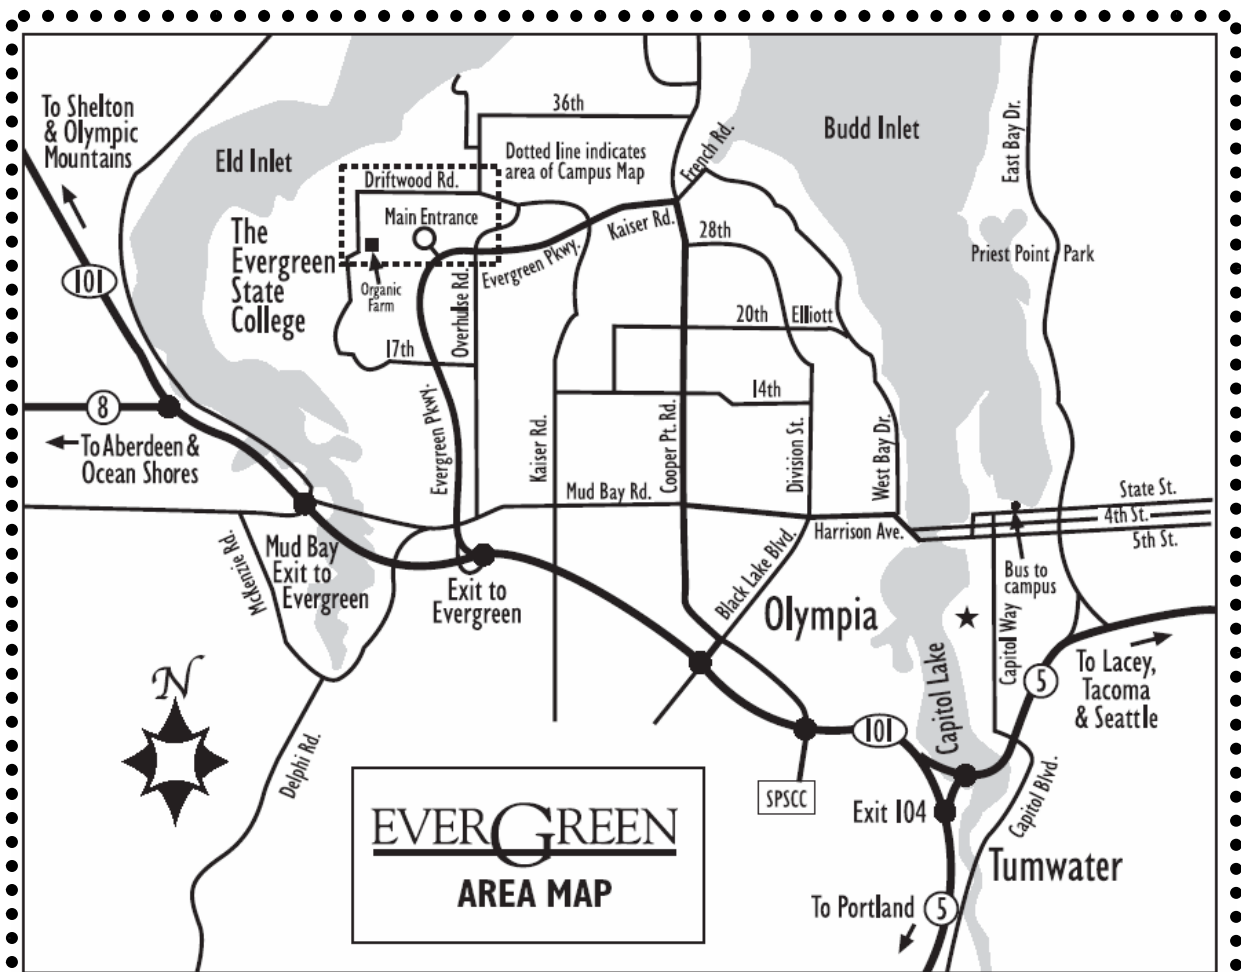 36th
Budd Inlet
East Bay Dr.
To Shelton
& Olympic
Mountains
Eld Inlet
Dotted line indicates
area of Campus Map
French Rd.
Driftwood Rd.
Main Entrance
Kaiser Rd.
28th
Priest Point Park
The
Evergreen
State
College
Evergreen Pkwy.
Organic
Farm
Overhulse Rd.
101
20th
Elliott
17th
14th
8
To Aberdeen &
Ocean Shores
Evergreen Pkwy.
Kaiser Rd.
Cooper Pt. Rd.
Division St.
West Bay Dr.
Mud Bay Rd.
State St.
4th St.
5th St.
Harrison Ave.
McKenzie Rd.
Mud Bay
Exit to
Evergreen
Exit to
Evergreen
Black Lake Blvd.
Olympia
Bus to
campus
Capitol Way
Capitol Lake
5
To Lacey,
Tacoma
& Seattle
N
Delphi Rd.
101
SPSCC
Exit 104
Capitol Blvd.
Tumwater
To Portland
5
EVERGREEN
AREA MAP